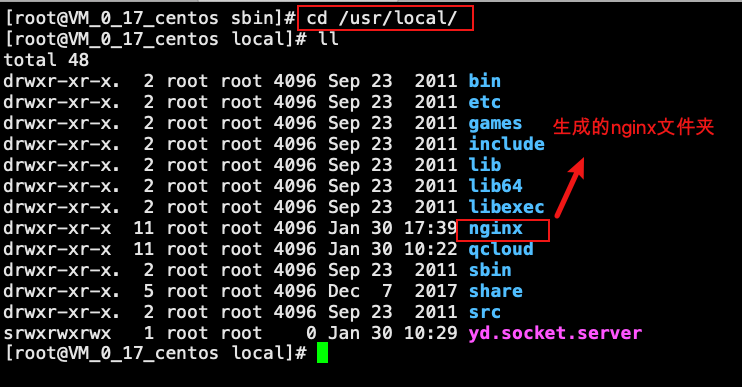 [root@VM_0_17_centos sbin]# cd /usr/local/
[root@VM_0_17_centos local]# ll
total 48
drwxr-xr-x.  2 root root 4096 Sep 23  2011 bin
drwxr-xr-x.  2 root root 4096 Sep 23  2011 etc
drwxr-xr-x.  2 root root 4096 Sep 23  2011 games
生成的nginx文件夹
drwxr-xr-x.  2 root root 4096 Sep 23  2011 include
drwxr-xr-x.  2 root root 4096 Sep 23  2011 lib
drwxr-xr-x.  2 root root 4096 Sep 23  2011 lib64
drwxr-xr-x.  2 root root 4096 Sep 23  2011 libexec
drwxr-xr-x  11 root root 4096 Jan 30 17:39 nginx
drwxr-xr-x  11 root root 4096 Jan 30 10:22 qcloud
drwxr-xr-x.  2 root root 4096 Sep 23  2011 sbin
drwxr-xr-x.  5 root root 4096 Dec  7  2017 share
drwxr-xr-x.  2 root root 4096 Sep 23  2011 src
srwxrwxrwx   1 root root    0 Jan 30 10:29 yd.socket.server
[root@VM_0_17_centos local]#